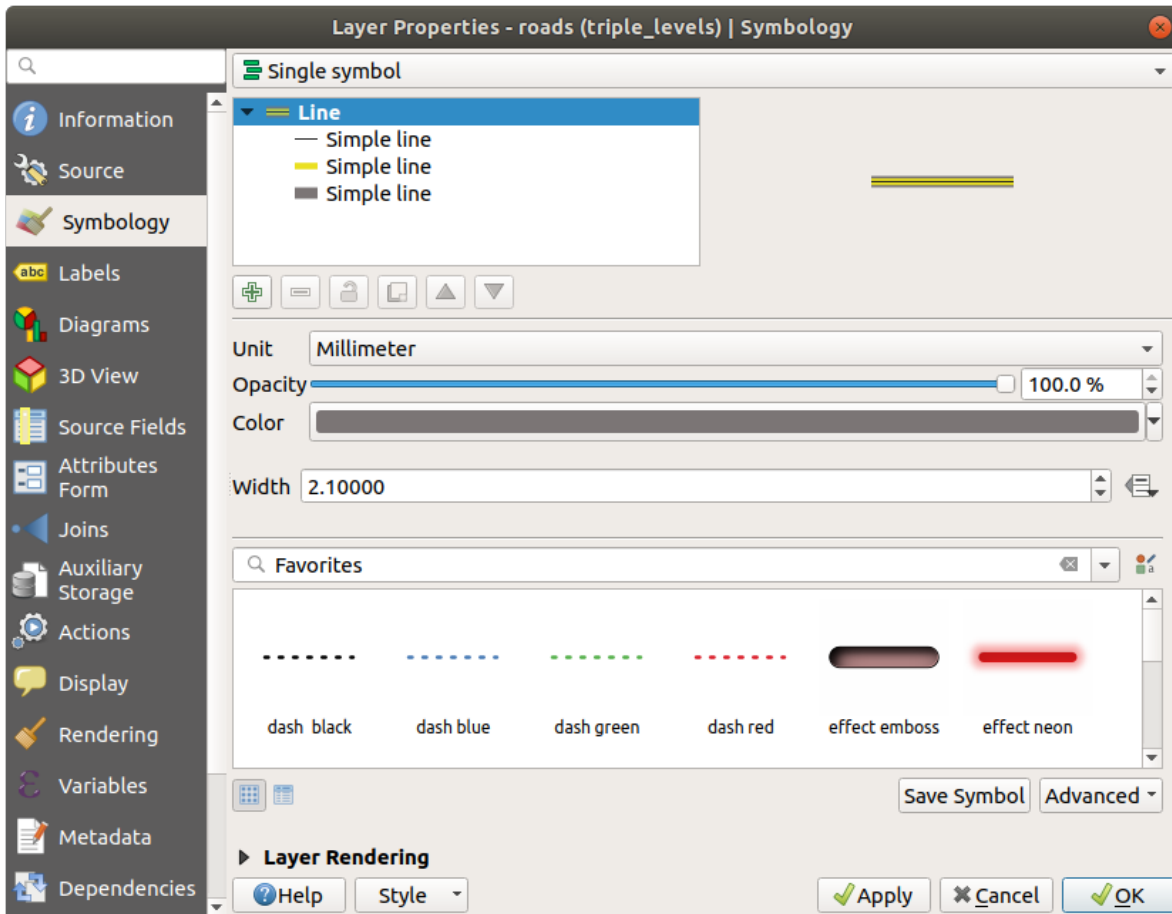 Layer Properties - roads (triple_levels) | Symbology
Information
Source
Symbology
abc Labels
Diagrams
3D View
Source Fields
Attributes
Form
Joins
Auxiliary
Storage
Actions
Display
Rendering
Variables
Metadata
Dependencies
Single symbol
Line
Simple line
Simple line
Simple line
Unit Millimeter
Opacity 100.0 %
Color
Width 2.10000
Favorites
dash black dash blue dash green dash red effect emboss effect neon
Save Symbol Advanced
Layer Rendering
Help Style Apply Cancel OK